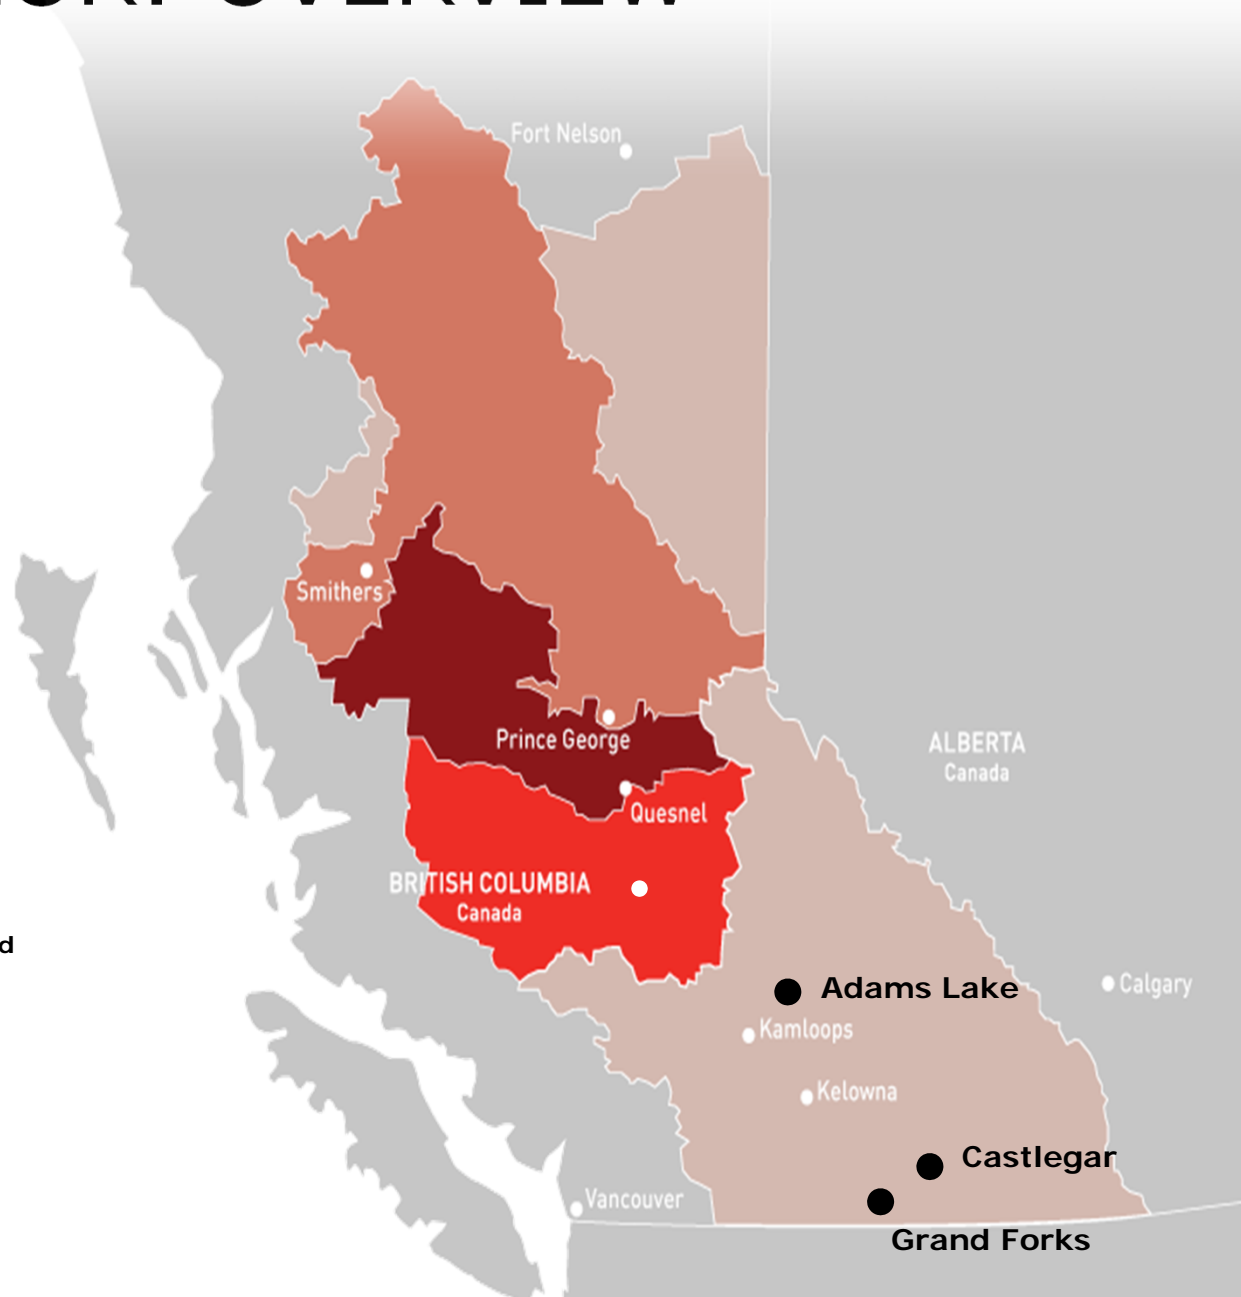 OVERVIEW
Fort Nelson
Smithers
Prince George
Quesnel
ALBERTA
Canada
BRITISH COLUMBIA
Canada
d
Adams Lake
Calgary
Kamloops
Kelowna
Castlegar
Vancouver
Grand Forks